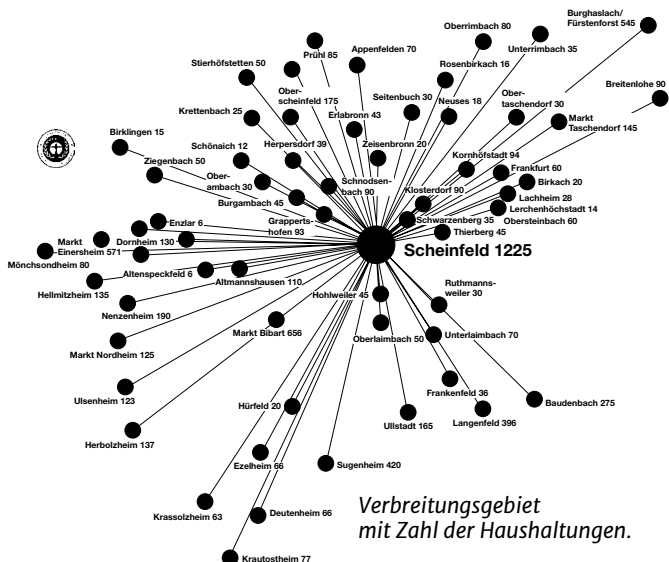 Burghaslach/
Fürstenforst 545
Oberrimbach 80
Unterrimbach 35
Prühl 85
Appenfelden 70
Stierhöfstetten 50
Rosenbirkach 16
Breitenlohe 90
Ober-
scheinfeld 175
Seitenbuch 30
Neuses 18
Ober-
taschendorf 30
Krettenbach 25
Erlabronn 43
Markt
Taschendorf 145
Birklingen 15
Schönaich 12
Herpersdorf 39
Zeisenbronn 20
Kornhöfstadt 94
Ziegenbach 50
Frankfurt 60
Birkach 20
Ober-
ambrand 30
Schnodsen-
bach 90
Klosterdorf 90
Lachheim 28
Lerchenhöchstadt 14
Burgambach 45
Grapperts-
hofen 93
Schwarzenberg 35
Obersteinbach 60
Thierberg 45
Enzlar 6
Markt
Einersheim 571
Dornheim 130
Scheinfeld 1225
Mönchsondheim 80
Altenspeckfeld 6
Altmannshausen 110
Ruthmanns-
weiler 30
Hellmitzheim 135
Hohlweiler 45
Nenzenheim 190
Markt Bibart 656
Oberlaimbach 50
Unterlaimbach 70
Markt Nordheim 125
Ulsenheim 123
Frankenfeld 36
Baudenbach 275
Hürfeld 20
Ullstadt 165
Langenfeld 396
Herbolzheim 137
Ezelheim 66
Sugenheim 420
Krassolzheim 63
Deutenheim 66
Verbreitungsgebiet
mit Zahl der Haushaltungen.
Krautostheim 77